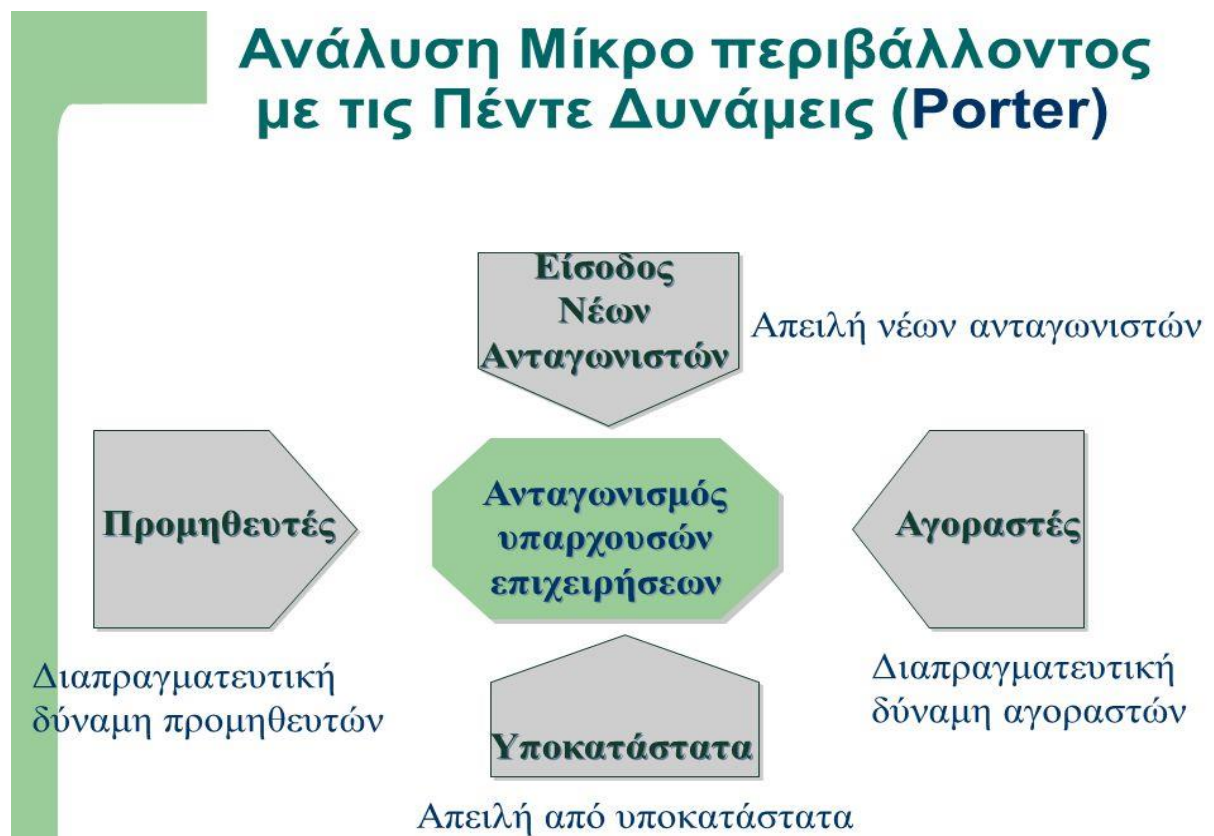 Ανάλυση Μίκρο περιβάλλοντος
με τις Πέντε Δυνάμεις (Porter)
Είσοδος
Νέων
Ανταγωνιστών
Απειλή νέων ανταγωνιστών
Προμηθευτές
Ανταγωνισμός
υπαρχουσών
επιχειρήσεων
Αγοραστές
Διαπραγματευτική
δύναμη προμηθευτών
Διαπραγματευτική
δύναμη αγοραστών
Υποκατάστατα
Απειλή από υποκατάστατα